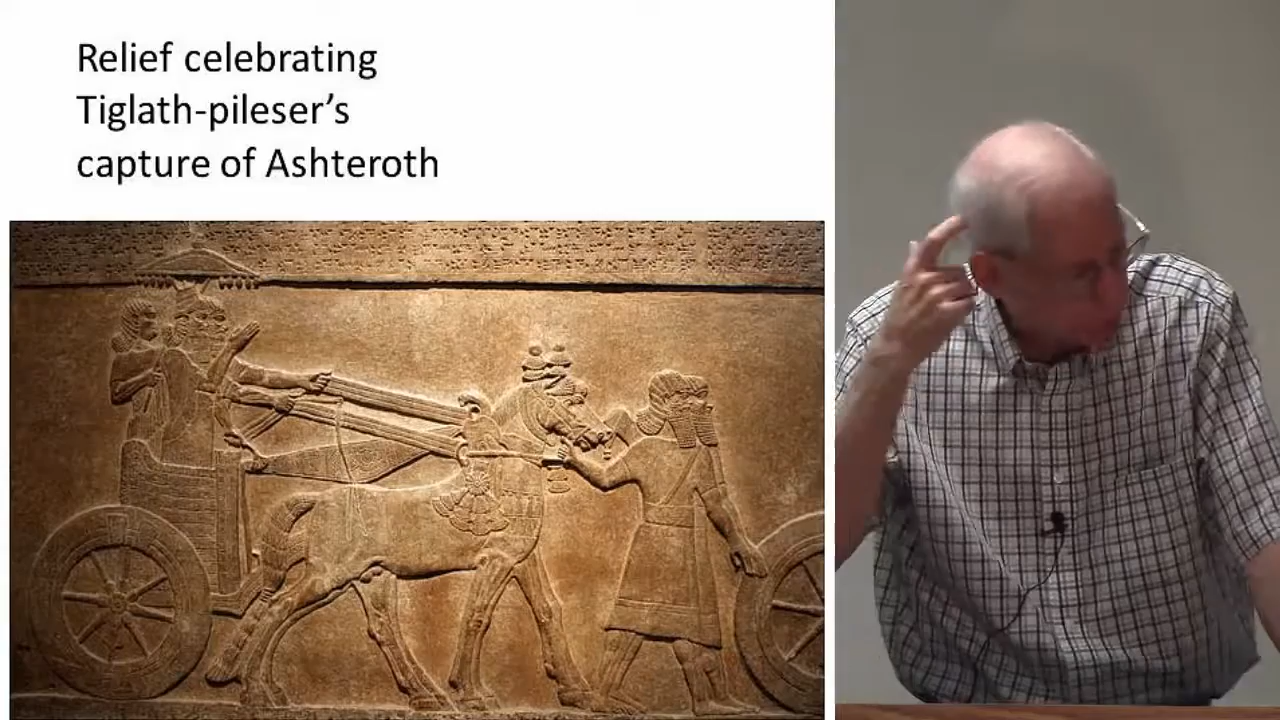 Relief celebrating
Tiglath-pileser’s
capture of Ashteroth